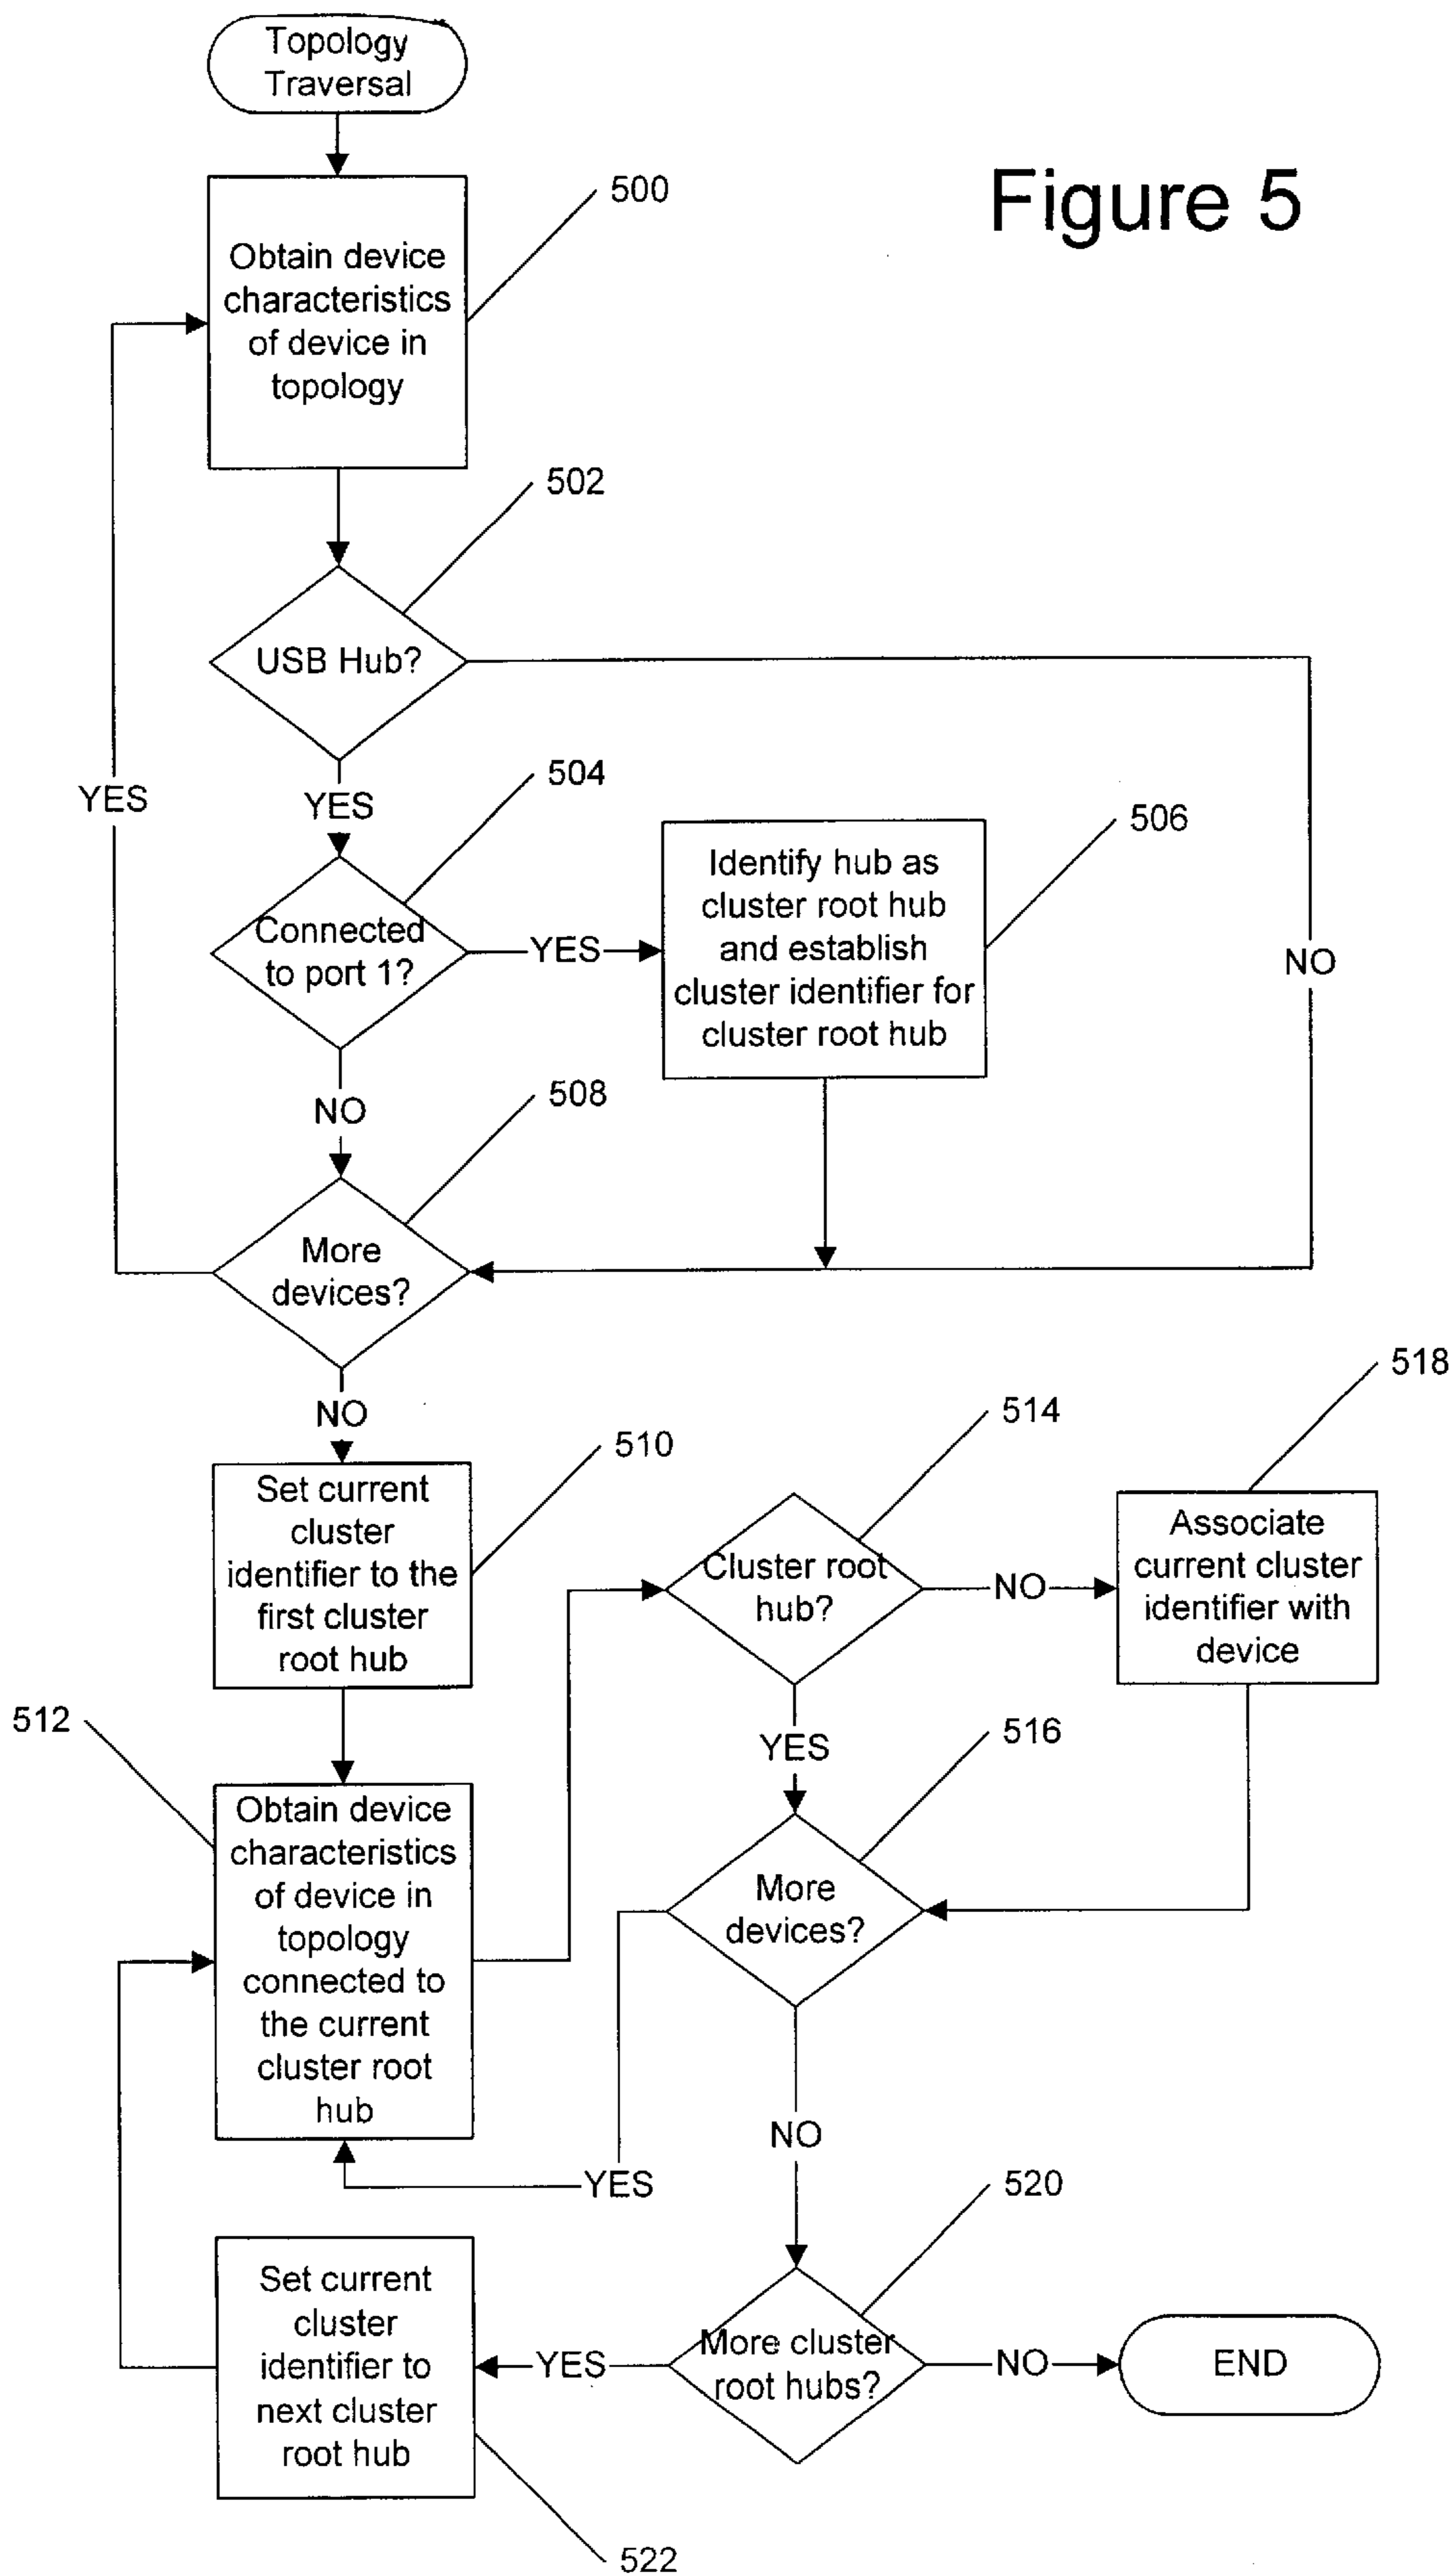 Topology
Traversal
Figure 5
500
Obtain device
characteristics
of device in
topology
502
USB Hub?
YES
YES
504
506
Identify hub as
cluster root hub
and establish
cluster identifier for
cluster root hub
Connected
to port 1?
YES
NO
NO
508
More
devices?
NO
510
Set current
cluster
identifier to the
first cluster
root hub
514
518
Cluster root
hub?
NO
Associate
current cluster
identifier with
device
512
YES
516
Obtain device
characteristics
of device in
topology
connected to
the current
cluster root
hub
More
devices?
NO
YES
520
Set current
cluster
identifier to
next cluster
root hub
YES
More cluster
root hubs?
NO
END
522